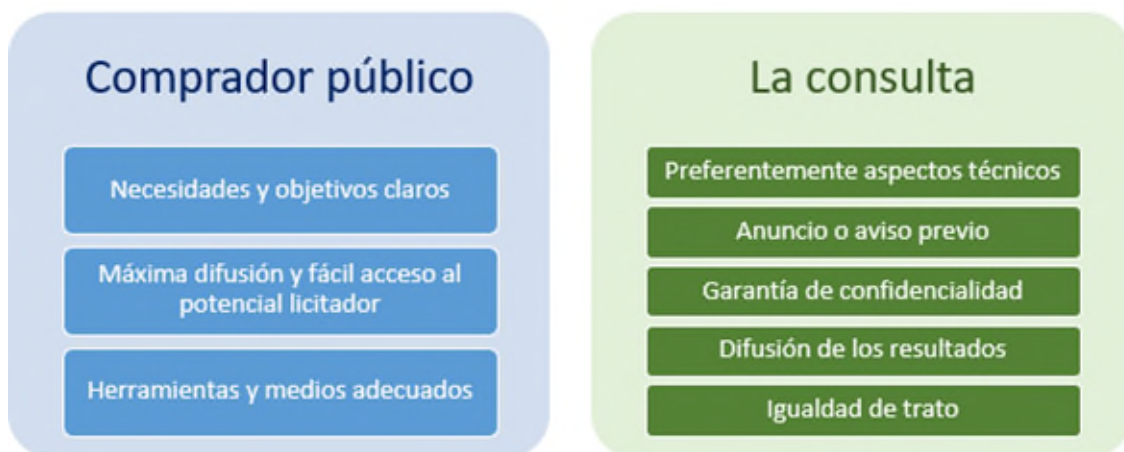 Comprador público
Necesidades y objetivos claros
Máxima difusión y fácil acceso al
potencial licitador
Herramientas y medios adecuados
La consulta
Preferentemente aspectos técnicos
Anuncio o aviso previo
Garantía de confidencialidad
Difusión de los resultados
Igualdad de trato